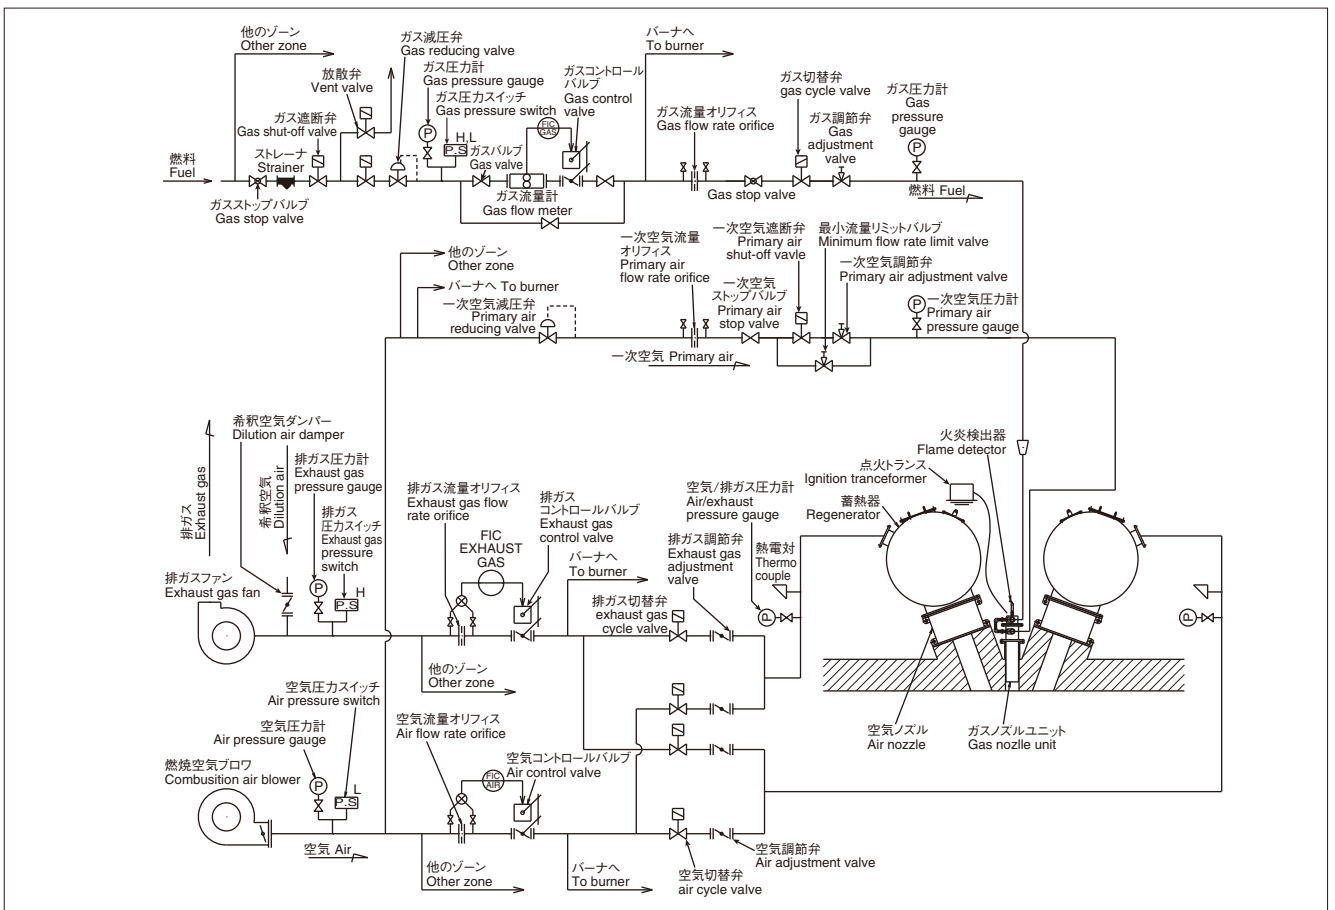 他のゾーン
Other zone
放散弁
Vent valve
ガス遮断弁
Gas shut-off valve
ストレーナ
Strainer
燃料
Fuel
ガスストップバルブ
Gas stop valve
ガス減圧弁
Gas reducing valve
ガス圧力計
Gas pressure gauge
ガス圧力スイッチ
Gas pressure switch
P
H,L
P.S
ガスバルブ
Gas valve
FIC
GAS
ガスコントロール
バルブ
Gas control
valve
ガス流量計
Gas flow meter
バーナへ
To burner
ガス流量オリフィス
Gas flow rate orifice
Gas stop valve
ガス切替弁
gas cycle valve
ガス調節弁
Gas
adjustment
valve
ガス圧力計
Gas
pressure
gauge
P
燃料 Fuel
他のゾーン
Other zone
バーナへ To burner
一次空気減圧弁
Primary air
reducing valve
一次空気流量
オリフィス
Primary air
flow rate orifice
一次空気 Primary air
一次空気遮断弁
Primary air
shut-off vavle
一次空気
ストップバルブ
Primary air
stop valve
最小流量リミットバルブ
Minimum flow rate limit valve
一次空気調節弁
Primary air adjustment valve
P
一次空気圧力計
Primary air
pressure gauge
排ガス
Exhaust gas
希釈空気ダンパー
Dilution air damper
希釈空気
Dilution air
排ガス圧力計
Exhaust gas
pressure gauge
排ガス
圧力スイッチ
Exhaust gas
pressure
switch
P
H
P.S
排ガスファン
Exhaust gas fan
排ガス流量オリフィス
Exhaust gas flow
rate orifice
FIC
EXHAUST
GAS
排ガス
コントロールバルブ
Exhaust gas
control valve
バーナへ
To burner
他のゾーン
Other zone
排ガス切替弁
exhaust gas
cycle valve
排ガス調節弁
Exhaust gas
adjustment
valve
空気/排ガス圧力計
Air/exhaust
pressure gauge
熱電対
Thermo
couple
P
火炎検出器
Flame detector
点火トランス
Ignition tranceformer
蓄熱器
Regenerator
P
空気ノズル
Air nozzle
ガスノズルユニット
Gas nozlle unit
空気圧力スイッチ
Air pressure switch
空気圧力計
Air pressure gauge
P
L
P.S
燃焼空気ブロワ
Combusition air blower
空気 Air
空気流量オリフィス
Air flow rate orifice
FIC
AIR
空気コントロールバルブ
Air control valve
他のゾーン
Other zone
バーナへ
To burner
空気切替弁
air cycle valve
空気調節弁
Air adjustment valve